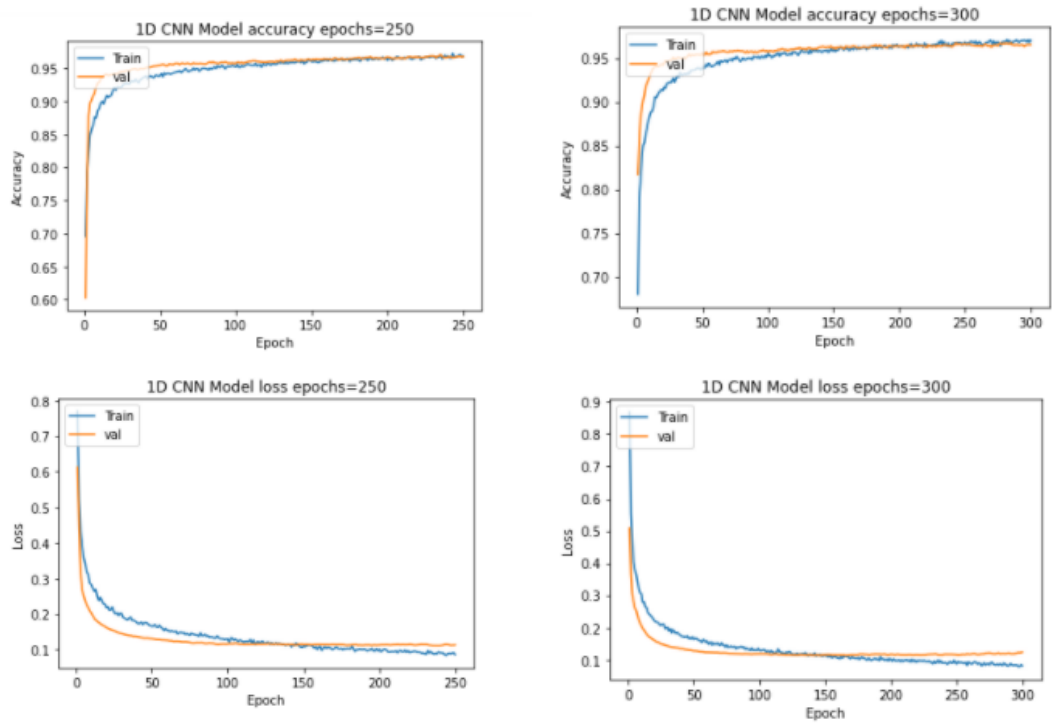 1D CNN Model accuracy epochs=250
Train
val
0.95
0.90
0.85
0.80
0.75
0.70
0.65
0.60
Accuracy
0
50
100
150
200
250
Epoch
1D CNN Model accuracy epochs=300
Train
val
0.95
0.90
0.85
0.80
0.75
0.70
Accuracy
0
50
100
150
200
250
300
Epoch
1D CNN Model loss epochs=250
Train
val
0.8
0.7
0.6
0.5
0.4
0.3
0.2
0.1
Loss
0
50
100
150
200
250
Epoch
1D CNN Model loss epochs=300
Train
val
0.9
0.8
0.7
0.6
0.5
0.4
0.3
0.2
0.1
Loss
0
50
100
150
200
250
300
Epoch